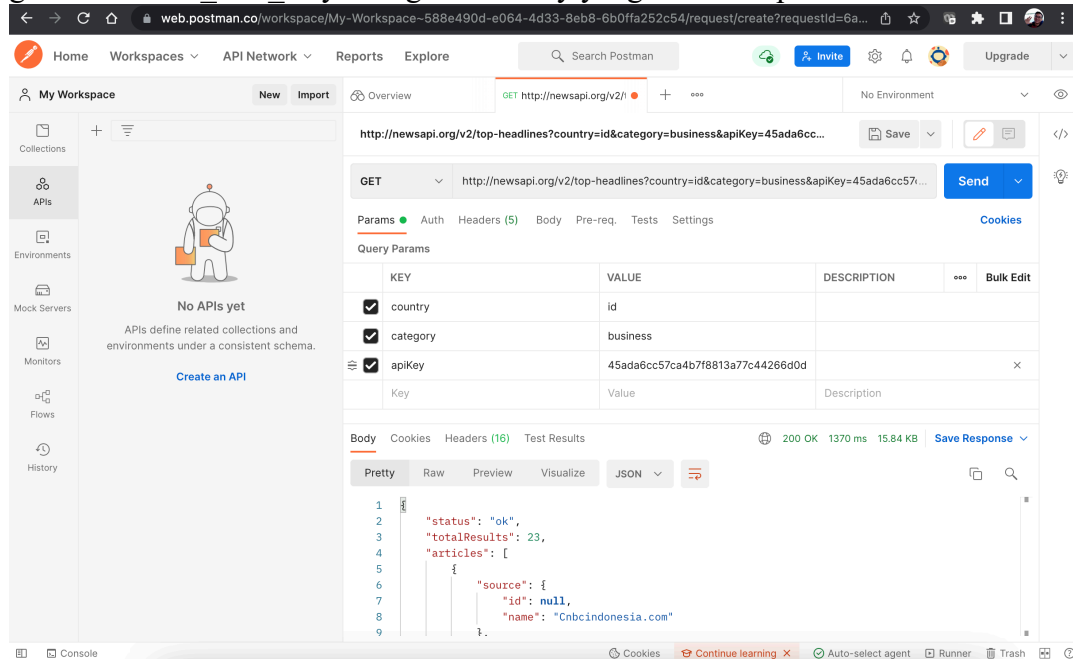 web.postman.co/workspace/My-Workspace~588e490d-e064-4d33-8eb8-6b0ffa252c54/request/create?requestId=6a...
Home Workspaces API Network Reports Explore Search Postman Invite Upgrade
My Workspace New Import Overview GET http://newsapi.org/v2/t No Environment
Collections
APIs
Environments
Mock Servers
Monitors
Flows
History
No APIs yet
APIs define related collections and
environments under a consistent schema.
Create an API
http://newsapi.org/v2/top-headlines?country=id&category=business&apiKey=45ada6cc... Save
GET http://newsapi.org/v2/top-headlines?country=id&category=business&apiKey=45ada6cc57c... Send
Params Auth Headers (5) Body Pre-req. Tests Settings Cookies
Query Params
KEY VALUE DESCRIPTION Bulk Edit
country id
category business
apiKey 45ada6cc57ca4b7f8813a77c44266d0d
Key Value Description
Body Cookies Headers (16) Test Results 200 OK 1370 ms 15.84 KB Save Response
Pretty Raw Preview Visualize JSON
1 {
2 "status": "ok",
3 "totalResults": 23,
4 "articles": [
5 {
6 "source": {
7 "id": null,
8 "name": "Cnbcindonesia.com"
9 },
Console Cookies Continue learning Auto-select agent Runner Trash